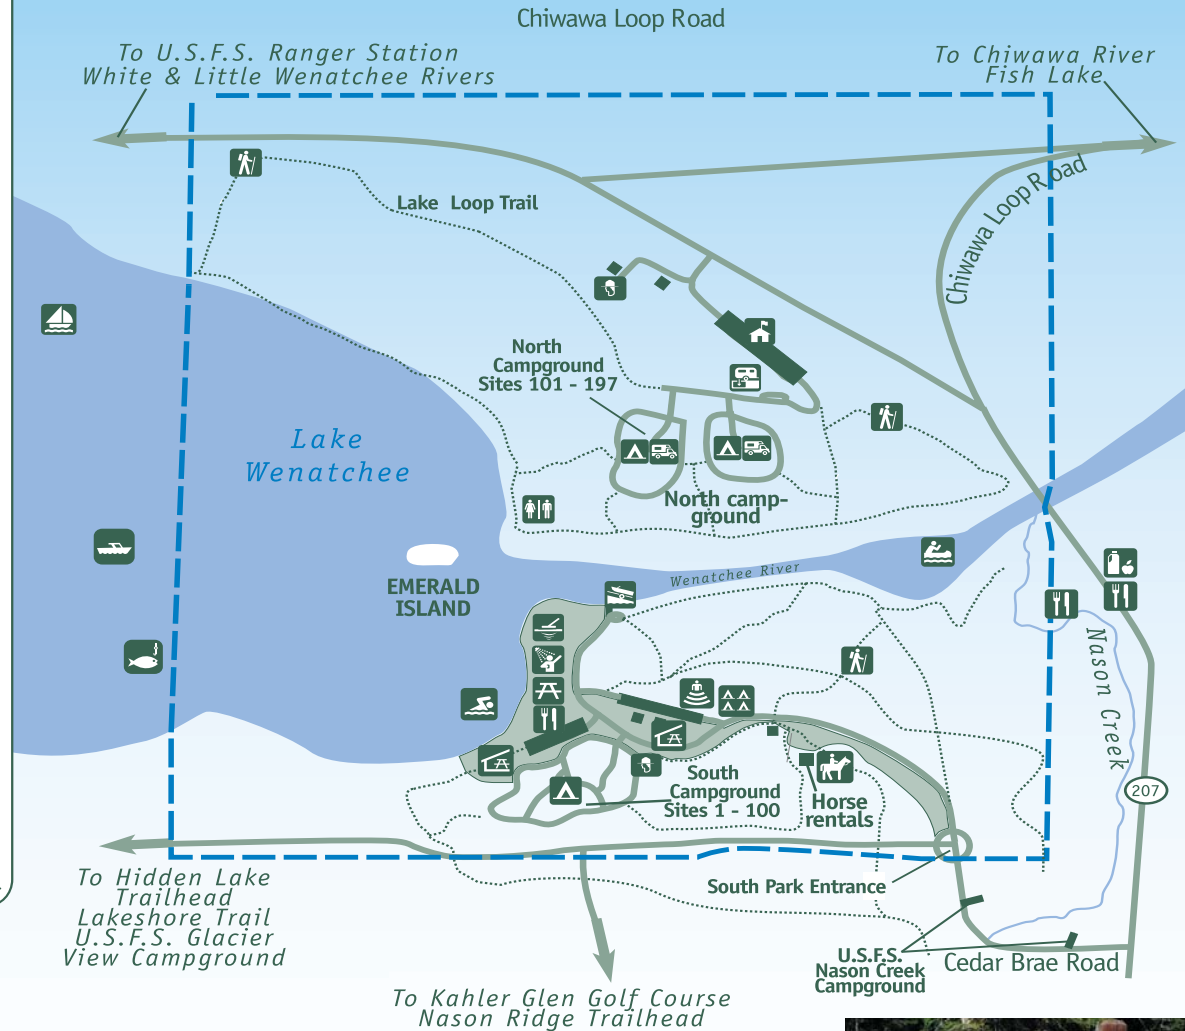 Chiwawa Loop Road
To U.S.F.S. Ranger Station
White & Little Wenatchee Rivers
To Chiwawa River
Fish Lake
Chiwawa Loop Road
Lake Loop Trail
North
Campground
Sites 101 - 197
Lake
Wenatchee
North camp-
ground
EMERALD
ISLAND
Wenatchee River
Nason Creek
South
Campground
Sites 1 - 100
Horse
rentals
207
To Hidden Lake
Trailhead
Lakeshore Trail
U.S.F.S. Glacier
View Campground
South Park Entrance
U.S.F.S.
Nason Creek
Campground
Cedar Brae Road
To Kahler Glen Golf Course
Nason Ridge Trailhead